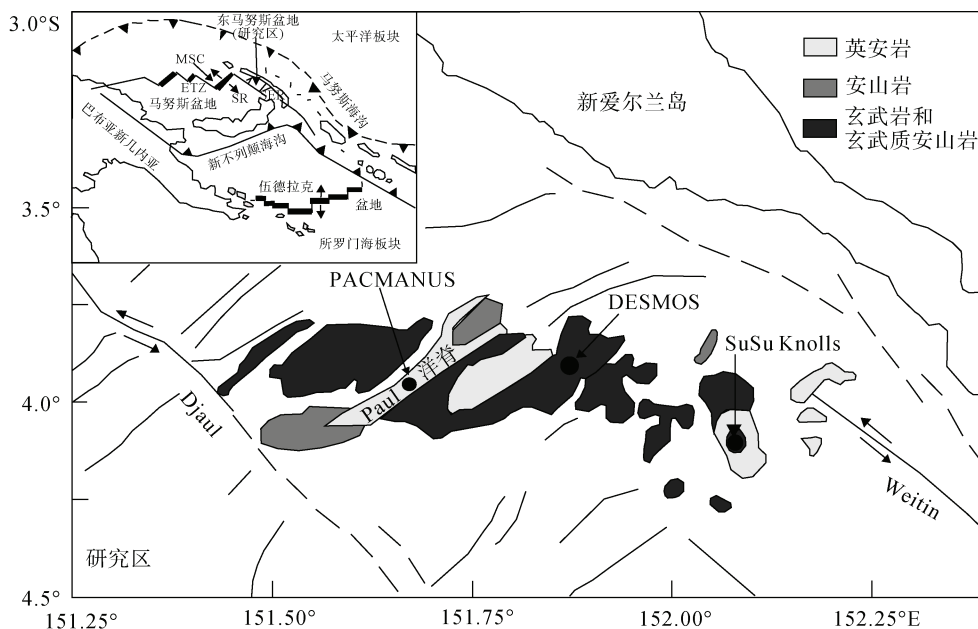 3.0°S
3.5°
4.0°
4.5°
151.25°
151.50°
151.75°
152.00°
152.25°E
东马努斯盆地
(研究区)
太平洋板块
MSC
ETZ
SR
ER
马努斯盆地
马努斯海沟
巴布亚新几内亚
新不列颠海沟
伍德拉克
盆地
所罗门海板块
英安岩
安山岩
玄武岩和
玄武质安山岩
新爱尔兰岛
PACMANUS
DESMOS
SuSu Knolls
Paul 洋脊
Djaul
Weitin
研究区